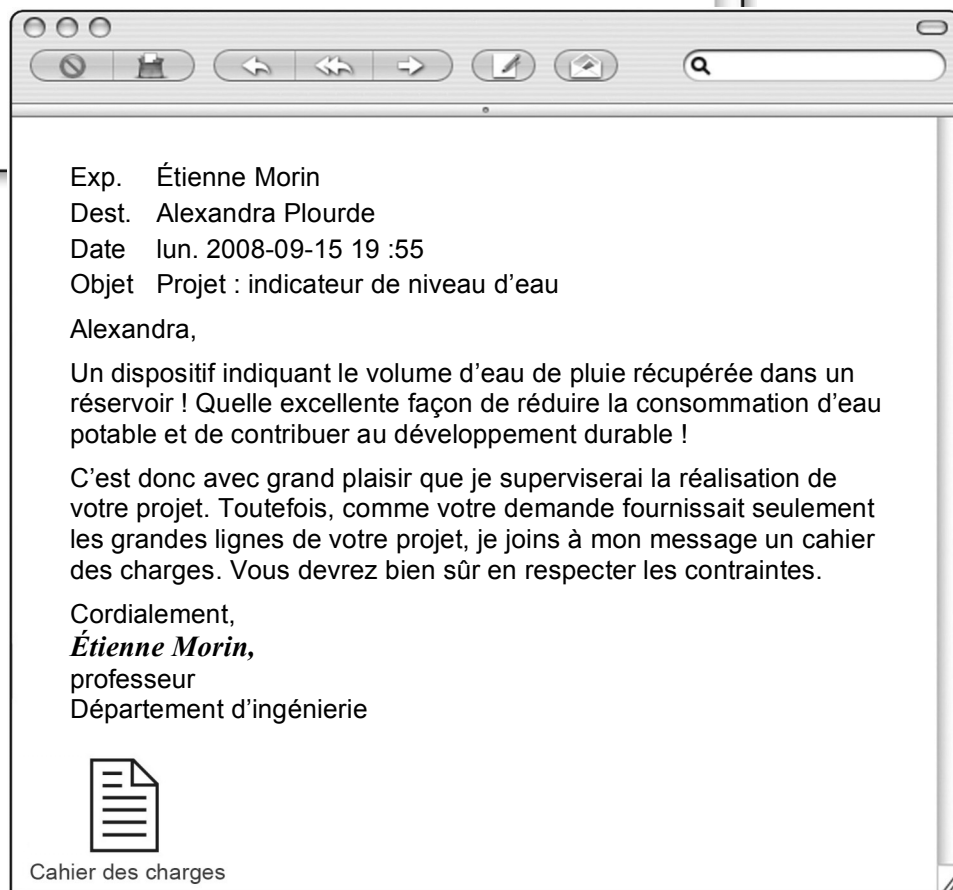 Exp. Étienne Morin
Dest. Alexandra Plourde
Date lun. 2008-09-15 19 :55
Objet Projet : indicateur de niveau d’eau
Alexandra,
Un dispositif indiquant le volume d’eau de pluie récupérée dans un
réservoir ! Quelle excellente façon de réduire la consommation d’eau
potable et de contribuer au développement durable !
C’est donc avec grand plaisir que je superviserai la réalisation de
votre projet. Toutefois, comme votre demande fournissait seulement
les grandes lignes de votre projet, je joins à mon message un cahier
des charges. Vous devrez bien sûr en respecter les contraintes.
Cordialement,
Étienne Morin,
professeur
Département d’ingénierie
Cahier des charges